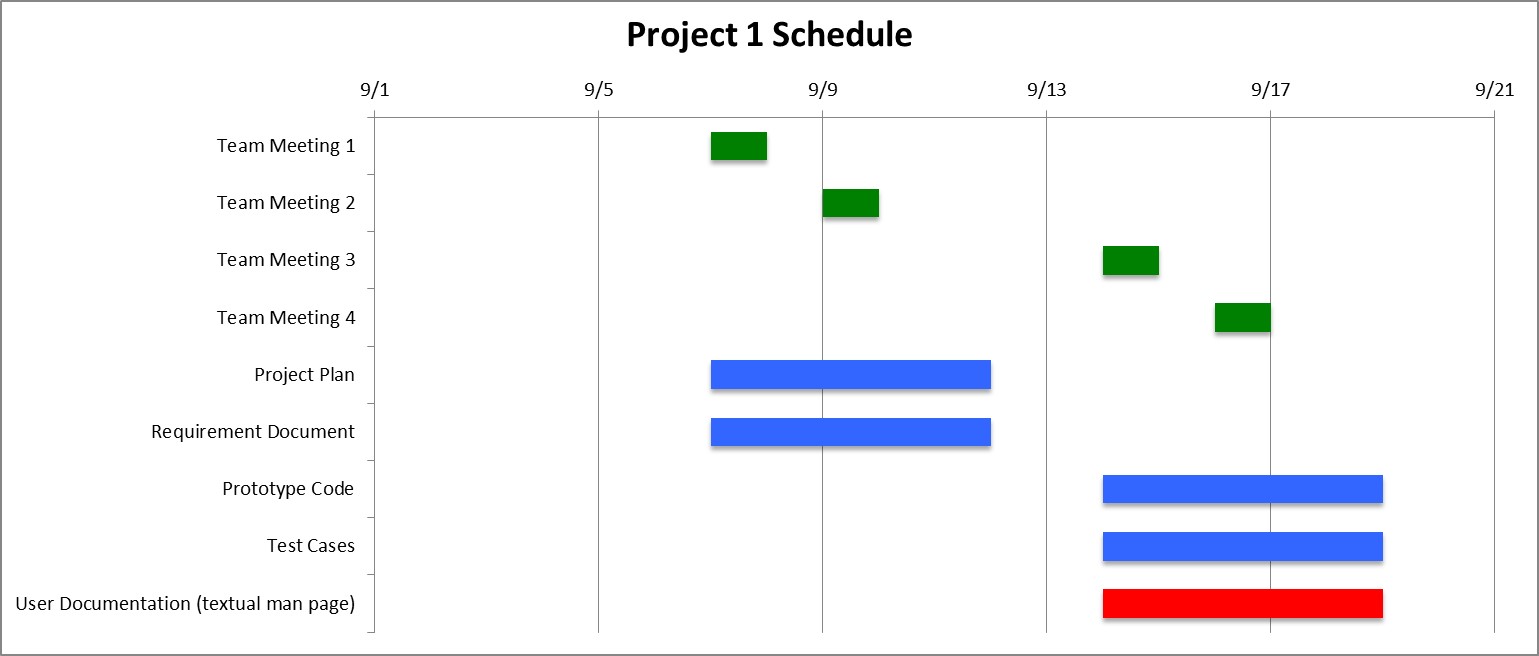 Project 1 Schedule
9/1 9/5 9/9 9/13 9/17 9/21
Team Meeting 1
Team Meeting 2
Team Meeting 3
Team Meeting 4
Project Plan
Requirement Document
Prototype Code
Test Cases
User Documentation (textual man page)